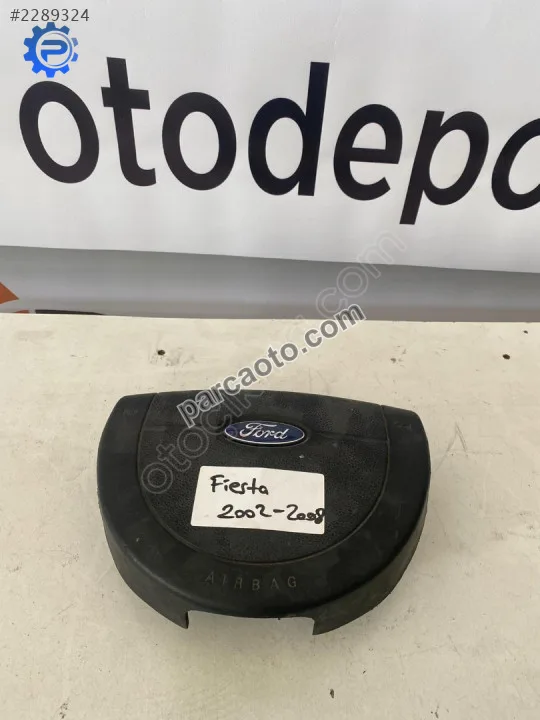 #2289324
otodepo
parcaoto.com
Ford
Fiesta
2002-2008
AIRBAG